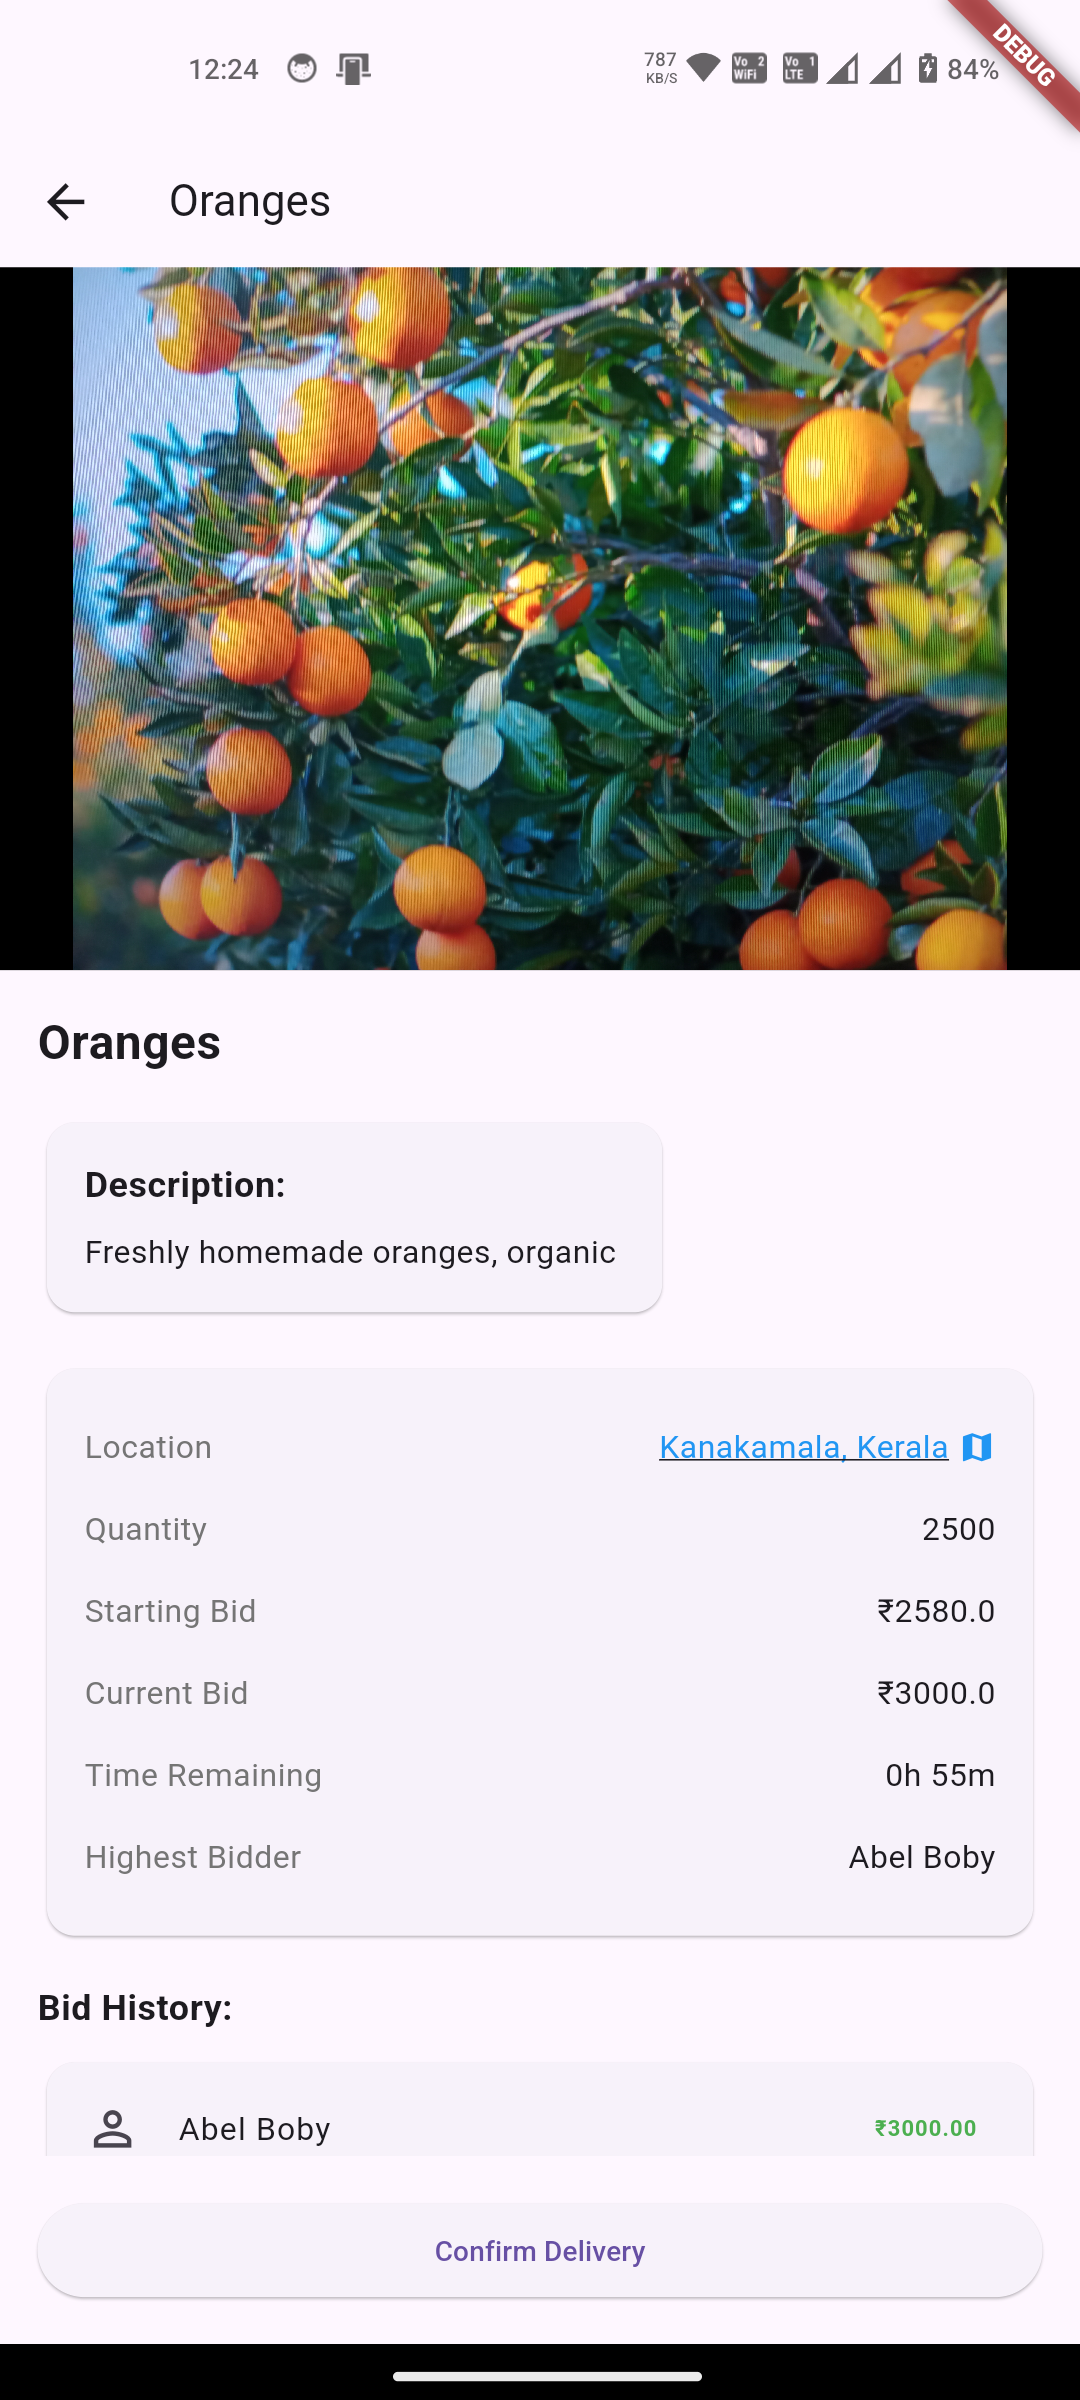 12:24
787
KB/S
Vo 2
WiFi
Vo 1
LTE
84%
DEBUG
Oranges
Oranges
Description:
Freshly homemade oranges, organic
Location Kanakamala, Kerala
Quantity 2500
Starting Bid ₹2580.0
Current Bid ₹3000.0
Time Remaining 0h 55m
Highest Bidder Abel Boby
Bid History:
Abel Boby ₹3000.00
Confirm Delivery